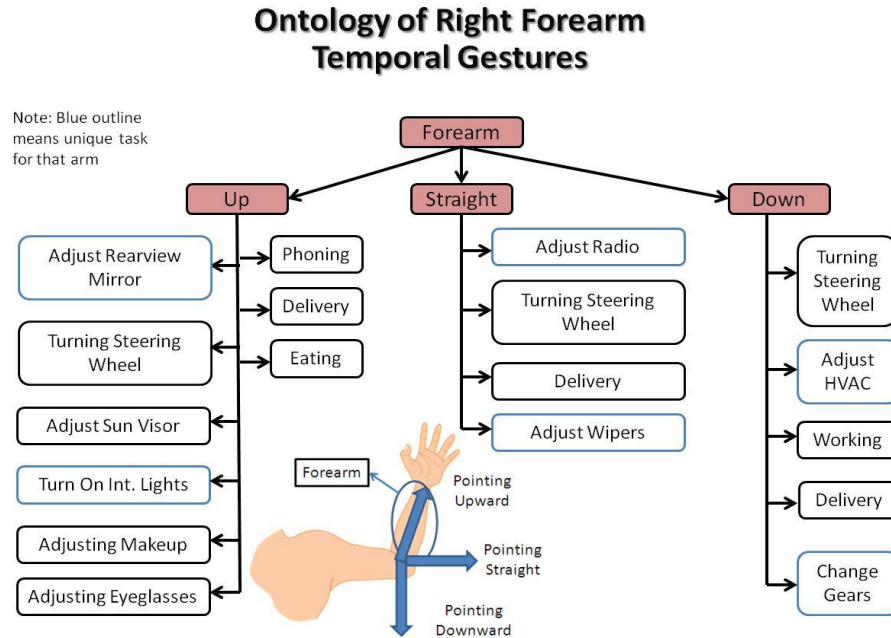 Ontology of Right Forearm
Temporal Gestures
Note: Blue outline
means unique task
for that arm
Forearm
Up
Straight
Down
Adjust Rearview
Mirror
Turning Steering
Wheel
Adjust Sun Visor
Turn On Int. Lights
Adjusting Makeup
Adjusting Eyeglasses
Phoning
Delivery
Eating
Adjust Radio
Turning Steering
Wheel
Delivery
Adjust Wipers
Turning
Steering
Wheel
Adjust
HVAC
Working
Delivery
Change
Gears
Forearm
Pointing
Upward
Pointing
Straight
Pointing
Downward